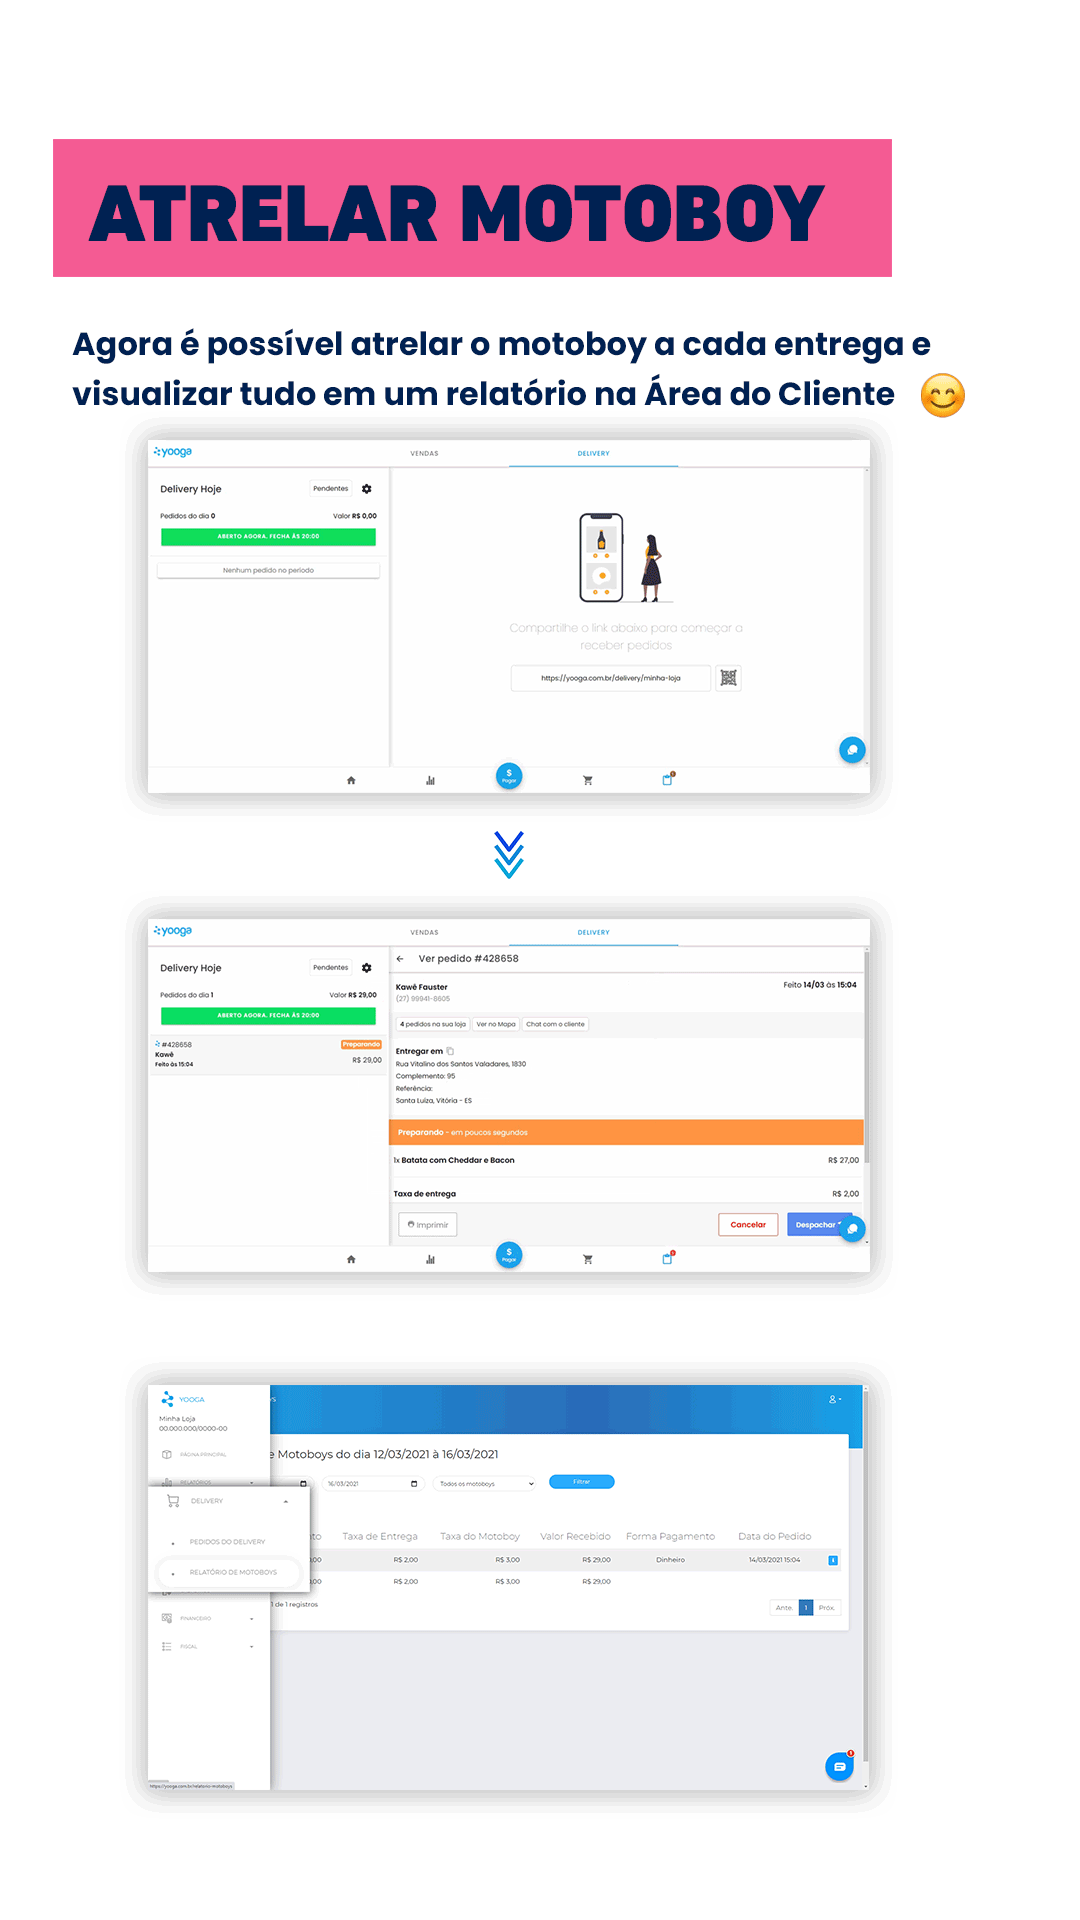 ATRELAR MOTOBOY
Agora é possível atrelar o motoboy a cada entrega e
visualizar tudo em um relatório na Área do Cliente
yooga
VENDAS
DELIVERY
Delivery Hoje
Pendentes
Pedidos do dia 0
Valor R$ 0,00
ABERTO AGORA. FECHA ÀS 20:00
Nenhum pedido no período
Compartilhe o link abaixo para começar a
receber pedidos
https://yooga.com.br/delivery/minha-loja
$
Pagar
yooga
VENDAS
DELIVERY
Delivery Hoje
Pendentes
Pedidos do dia 1
Valor R$ 29,00
ABERTO AGORA. FECHA ÀS 20:00
#428658
Preparando
Kawê
R$ 29,00
Feito às 15:04
Ver pedido #428658
Kawê Fauster
Feito 14/03 às 15:04
(27) 99941-8605
4 pedidos na sua loja
Ver no Mapa
Chat com o cliente
Entregar em
Rua Vitalino dos Santos Valadares, 1830
Complemento: 95
Referência:
Santa Luíza, Vitória - ES
Preparando - em poucos segundos
1x Batata com Cheddar e Bacon
R$ 27,00
Taxa de entrega
R$ 2,00
Imprimir
Cancelar
Despachar
$
Pagar
YOOGA
Minha Loja
00.000.000/0000-00
PÁGINA PRINCIPAL
RELATÓRIOS
DELIVERY
PEDIDOS DO DELIVERY
RELATÓRIO DE MOTOBOYS
FINANCEIRO
FISCAL
https://yooga.com.br/relatorio-motoboys
ys
e Motoboys do dia 12/03/2021 à 16/03/2021
16/03/2021
Todos os motoboys
Filtrar
nto
Taxa de Entrega
Taxa do Motoboy
Valor Recebido
Forma Pagamento
Data do Pedido
,00
R$ 2,00
R$ 3,00
R$ 29,00
Dinheiro
14/03/2021 15:04
,00
R$ 2,00
R$ 3,00
R$ 29,00
1 de 1 registros
Ante.
1
Próx.